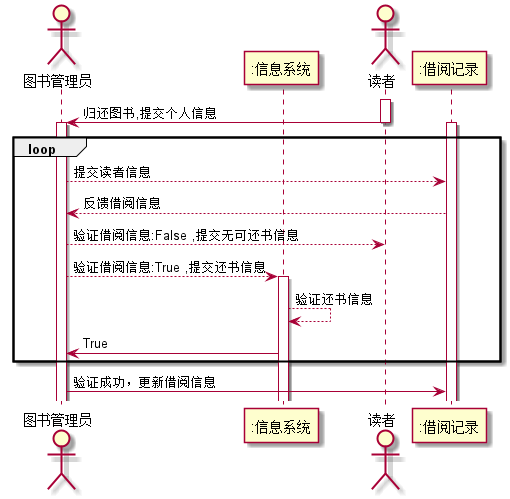 图书管理员
:信息系统
读者
:借阅记录
归还图书,提交个人信息
loop
提交读者信息
反馈借阅信息
验证借阅信息:False ,提交无可还书信息
验证借阅信息:True ,提交还书信息
验证还书信息
True
验证成功，更新借阅信息
图书管理员
:信息系统
读者
:借阅记录